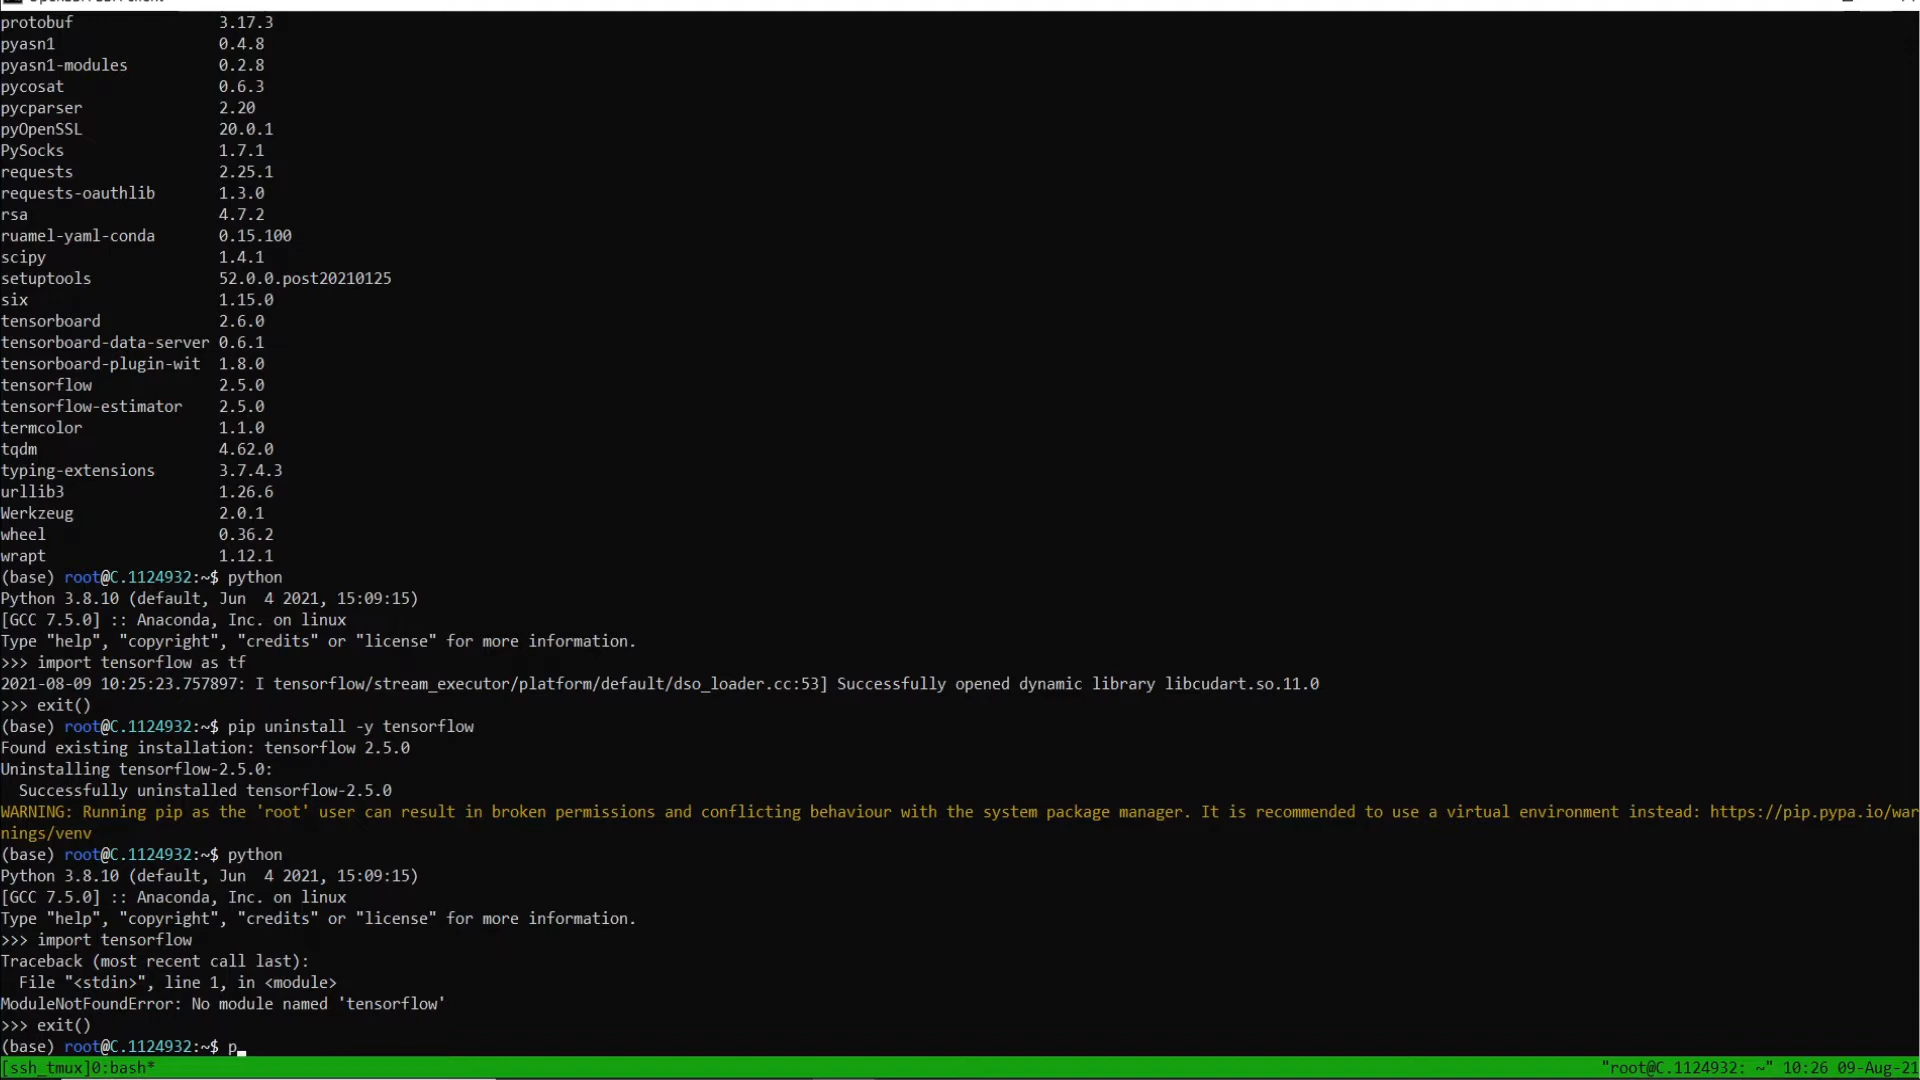 protobuf 3.17.3
pyasn1 0.4.8
pyasn1-modules 0.2.8
pycosat 0.6.3
pycparser 2.20
pyOpenSSL 20.0.1
PySocks 1.7.1
requests 2.25.1
requests-oauthlib 1.3.0
rsa 4.7.2
ruamel-yaml-conda 0.15.100
scipy 1.4.1
setuptools 52.0.0.post20210125
six 1.15.0
tensorboard 2.6.0
tensorboard-data-server 0.6.1
tensorboard-plugin-wit 1.8.0
tensorflow 2.5.0
tensorflow-estimator 2.5.0
termcolor 1.1.0
tqdm 4.62.0
typing-extensions 3.7.4.3
urllib3 1.26.6
Werkzeug 2.0.1
wheel 0.36.2
wrapt 1.12.1
(base) root@C.1124932:~$ python
Python 3.8.10 (default, Jun  4 2021, 15:09:15)
[GCC 7.5.0] :: Anaconda, Inc. on linux
Type "help", "copyright", "credits" or "license" for more information.
>>> import tensorflow as tf
2021-08-09 10:25:23.757897: I tensorflow/stream_executor/platform/default/dso_loader.cc:53] Successfully opened dynamic library libcudart.so.11.0
>>> exit()
(base) root@C.1124932:~$ pip uninstall -y tensorflow
Found existing installation: tensorflow 2.5.0
Uninstalling tensorflow-2.5.0:
  Successfully uninstalled tensorflow-2.5.0
WARNING: Running pip as the 'root' user can result in broken permissions and conflicting behaviour with the system package manager. It is recommended to use a virtual environment instead: https://pip.pypa.io/war
nings/venv
(base) root@C.1124932:~$ python
Python 3.8.10 (default, Jun  4 2021, 15:09:15)
[GCC 7.5.0] :: Anaconda, Inc. on linux
Type "help", "copyright", "credits" or "license" for more information.
>>> import tensorflow
Traceback (most recent call last):
  File "<stdin>", line 1, in <module>
ModuleNotFoundError: No module named 'tensorflow'
>>> exit()
(base) root@C.1124932:~$ p
[ssh_tmux]0:bash* "root@C.1124932: ~" 10:26 09-Aug-21